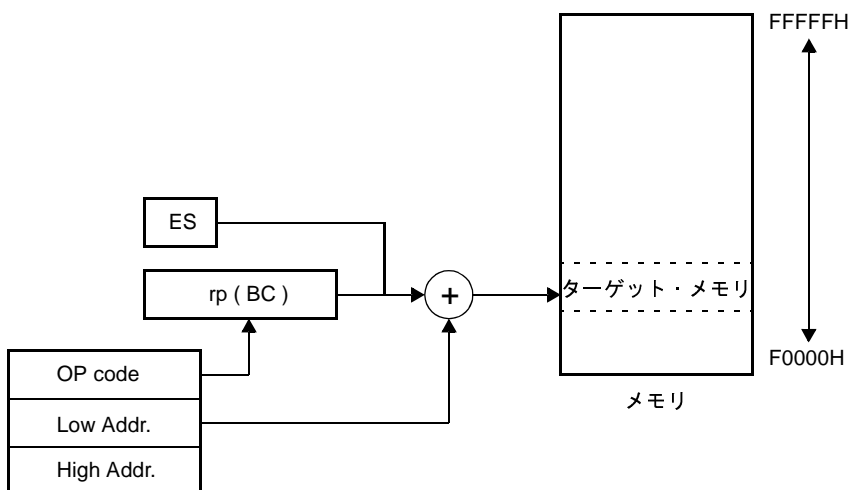 FFFFFH
ES
rp ( BC )
+
ターゲット・メモリ
OP code
F0000H
メモリ
Low Addr.
High Addr.